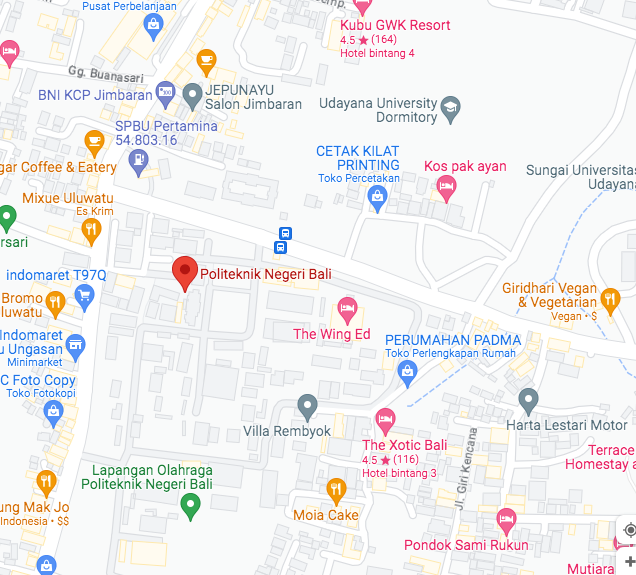 Pusat Perbelanjaan
Kubu GWK Resort
4.5 ★ (164)
Hotel bintang 4
Gg. Buanasari
BNI KCP Jimbaran
JEPUNAYU
Salon Jimbaran
Udayana University
Dormitory
SPBU Pertamina
54.803.16
CETAK KILAT
PRINTING
Toko Percetakan
Kos pak ayan
Coffee & Eatery
Sungai Universitas
Udayana
Mixue Uluwatu
Es Krim
indomaret T97Q
Politeknik Negeri Bali
Giridhari Vegan
& Vegetarian
Vegan • $
Bromo
The Wing Ed
PERUMAHAN PADMA
Toko Perlengkapan Rumah
Indomaret
Ungasan
Minimarket
C Foto Copy
Toko Fotokopi
Villa Rembyok
Harta Lestari Motor
The Xotic Bali
4.5 ★ (116)
Hotel bintang 3
Jl. Giri Kencana
Terrace
Homestay
Lapangan Olahraga
Politeknik Negeri Bali
Mak Jo
Indonesia • $$
Moia Cake
Pondok Sami Rukun
Mutiara